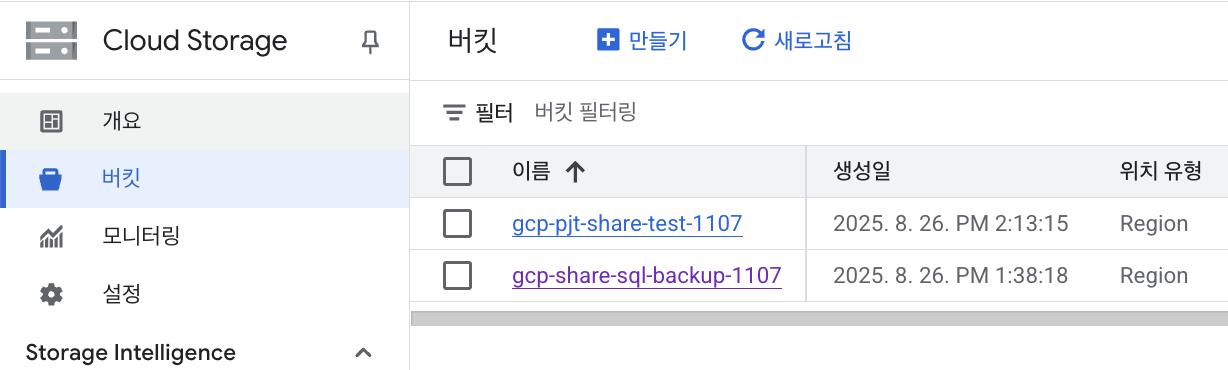 Cloud Storage
개요
버킷
모니터링
설정
Storage Intelligence
버킷 만들기 새로고침
필터 버킷 필터링
이름 생성일 위치 유형
gcp-pjt-share-test-1107 2025. 8. 26. PM 2:13:15 Region
gcp-share-sql-backup-1107 2025. 8. 26. PM 1:38:18 Region